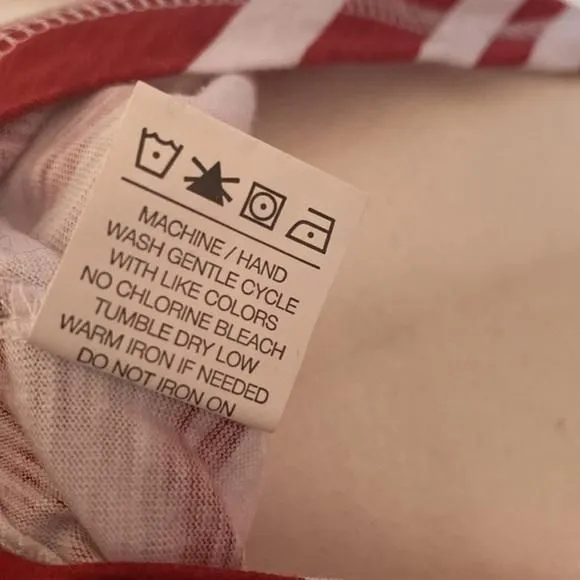 MACHINE / HAND
WASH GENTLE CYCLE
WITH LIKE COLORS
NO CHLORINE BLEACH
TUMBLE DRY LOW
WARM IRON IF NEEDED
DO NOT IRON ON